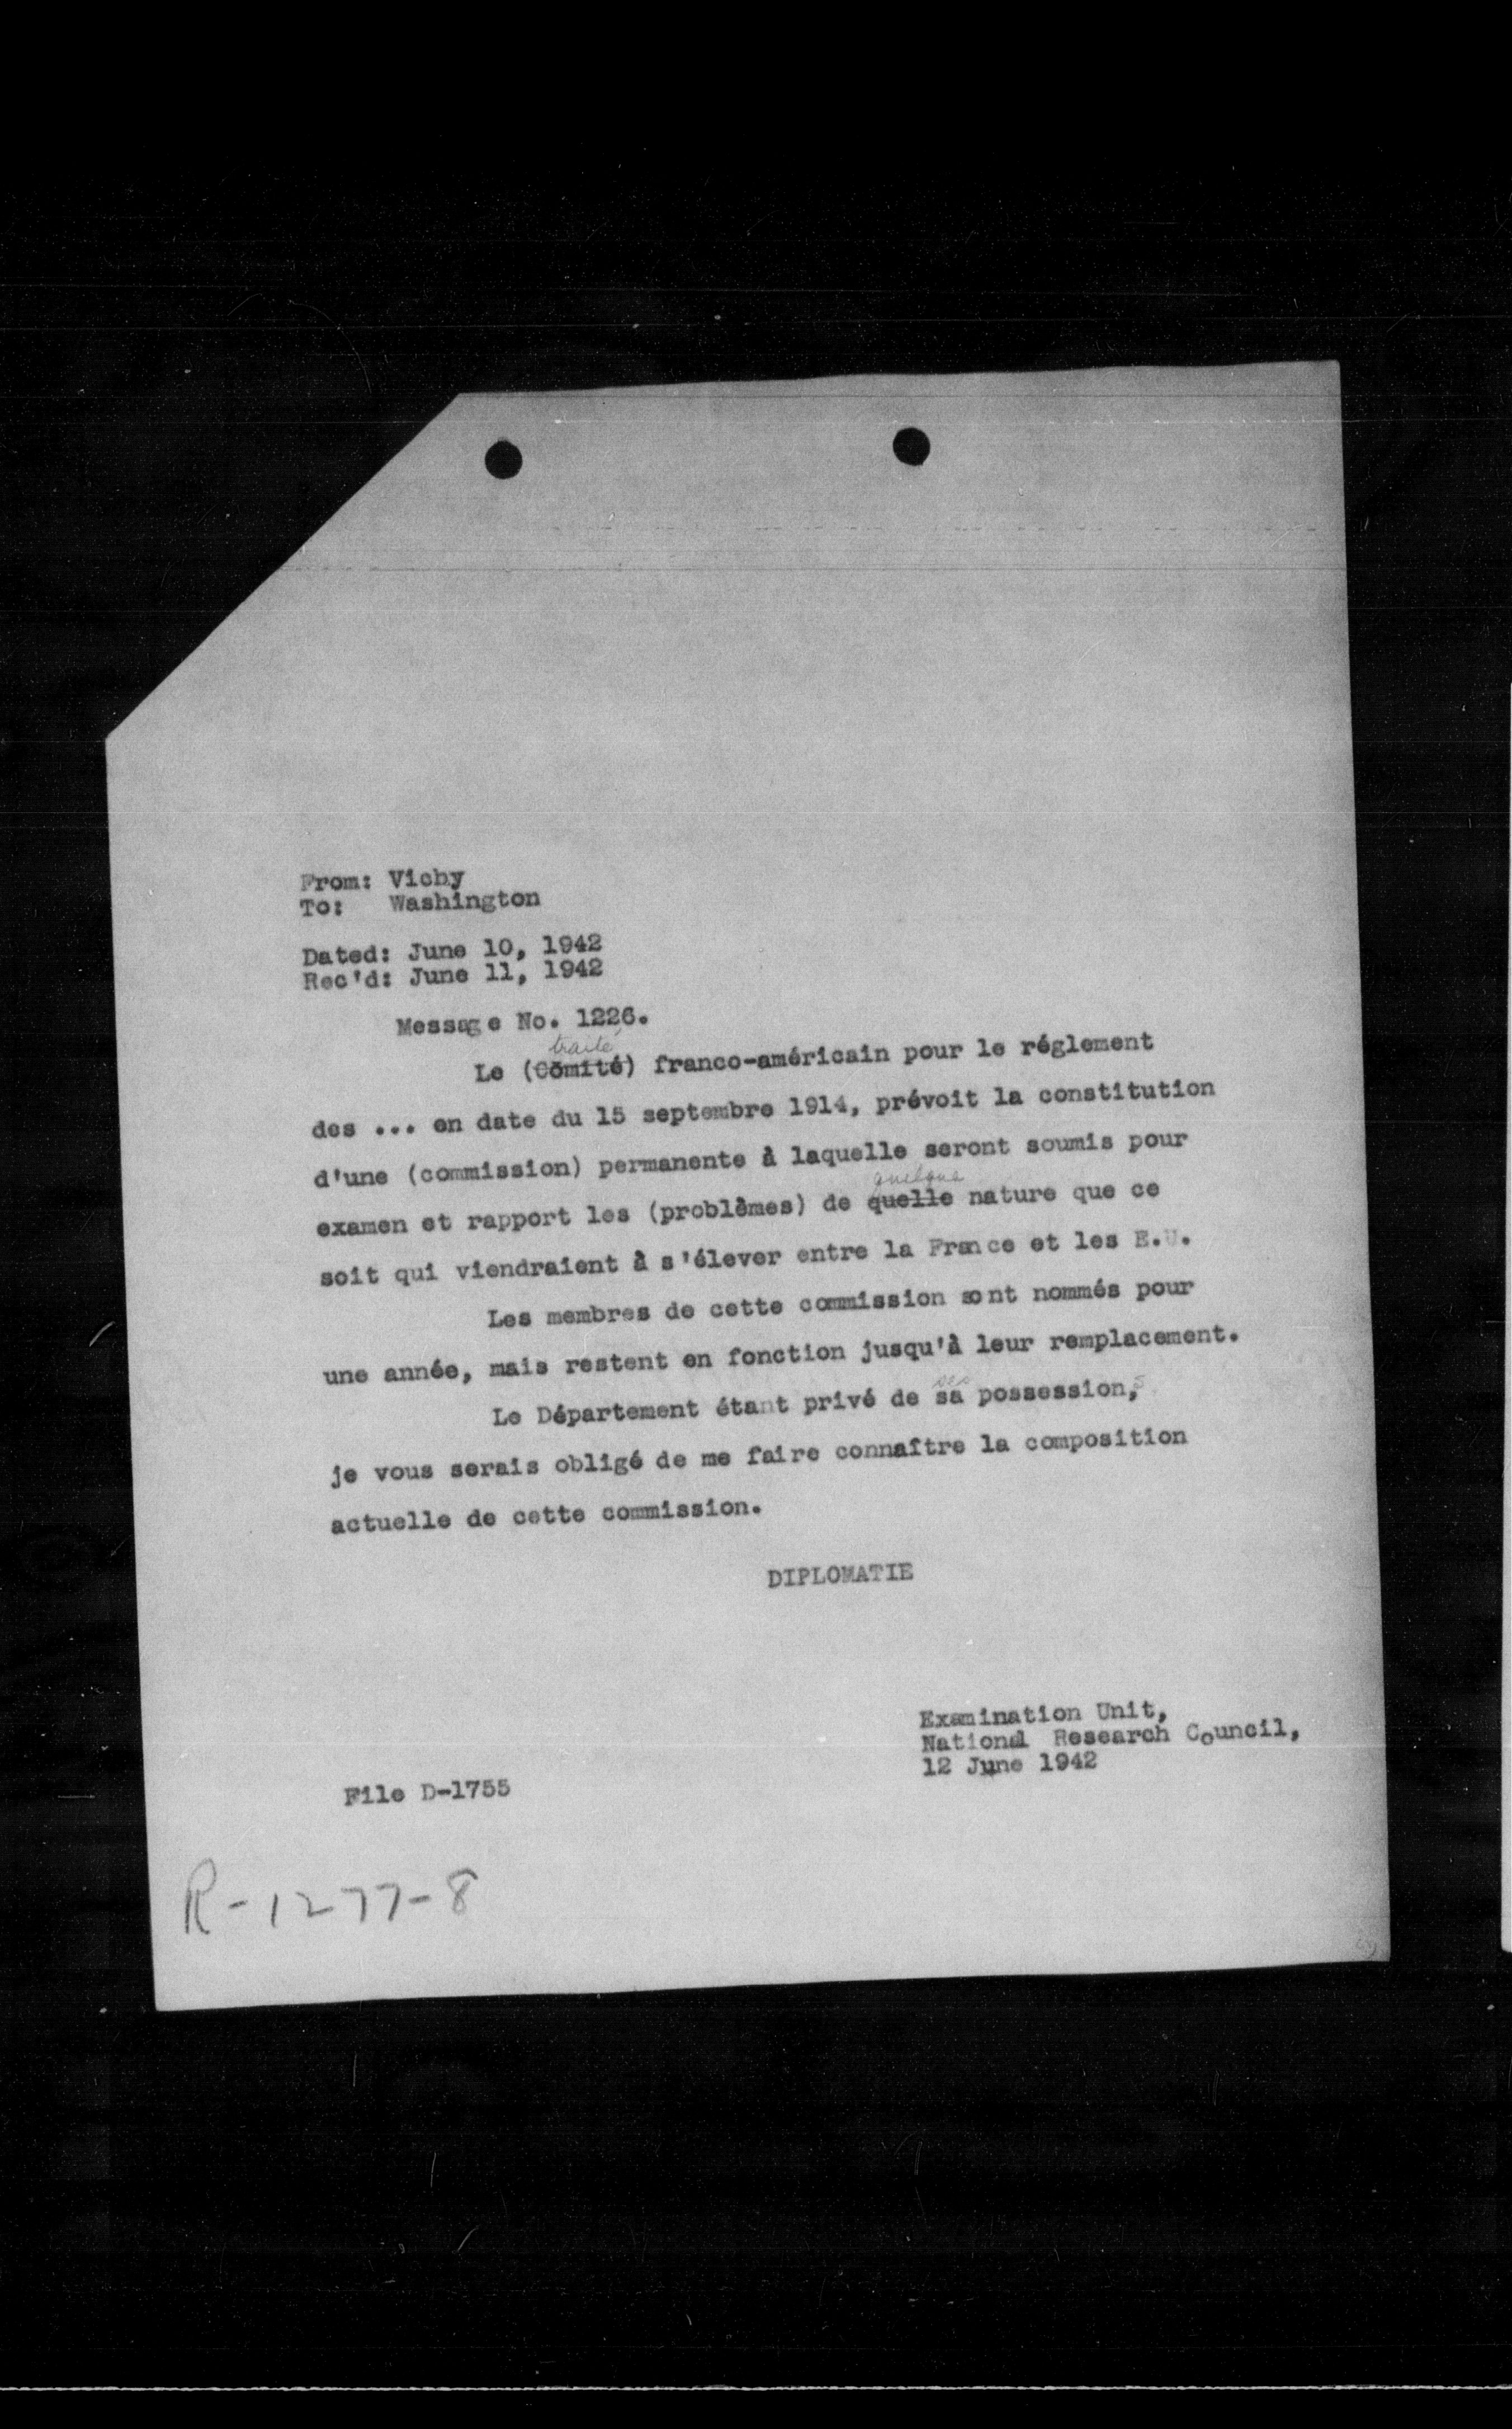 From: Vichy
To: Washington
Dated: June 10, 1942
Rec'd: June 11, 1942
Message No. 1226.
traité
Le (Comité) franco-américain pour le réglement
des ... en date du 15 septembre 1914, prévoit la constitution
d'une (commission) permanente à laquelle seront soumis pour
quelque
examen et rapport les (problèmes) de quelle nature que ce
soit qui viendraient à s'élever entre la France et les E.U.
Les membres de cette commission sont nommés pour
une année, mais restent en fonction jusqu'à leur remplacement.
ses
Le Département étant privé de sa possession,s
je vous serais obligé de me faire connaître la composition
actuelle de cette commission.
DIPLOMATIE
Examination Unit,
National Research Council,
12 June 1942
File D-1755
R-1277-8